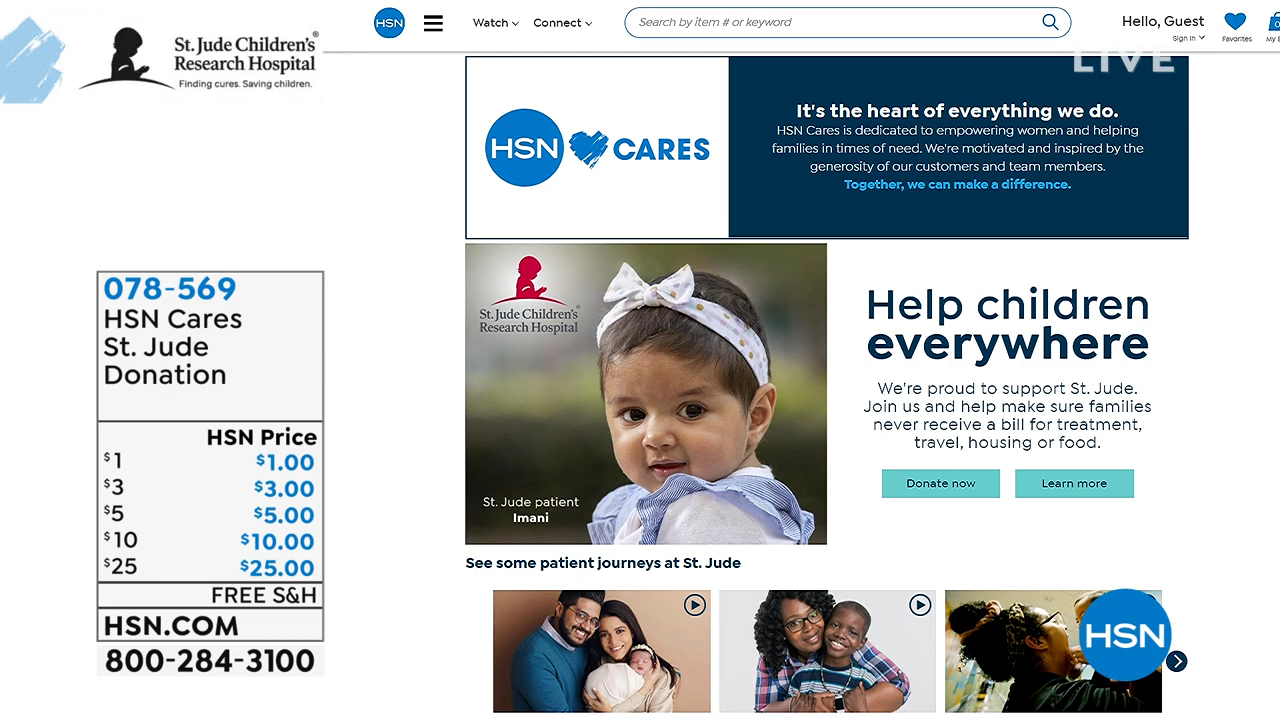 St. Jude Children's®
Research Hospital
Finding cures. Saving children.
078-569
HSN Cares
St. Jude
Donation
HSN Price
$1 $1.00
$3 $3.00
$5 $5.00
$10 $10.00
$25 $25.00
FREE S&H
HSN.COM
800-284-3100
HSN
Watch
Connect
Search by item # or keyword
Hello, Guest
Sign In
Favorites
LIVE
HSN CARES
It's the heart of everything we do.
HSN Cares is dedicated to empowering women and helping
families in times of need. We're motivated and inspired by the
generosity of our customers and team members.
Together, we can make a difference.
St. Jude Children's®
Research Hospital
St. Jude patient
Imani
Help children
everywhere
We're proud to support St. Jude.
Join us and help make sure families
never receive a bill for treatment,
travel, housing or food.
Donate now
Learn more
See some patient journeys at St. Jude
HSN